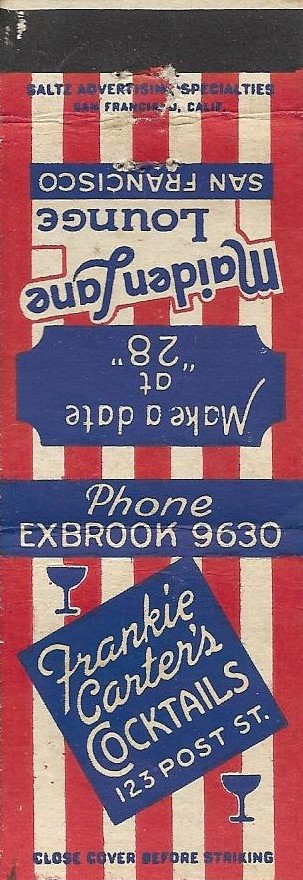 SALTZ ADVERTISING SPECIALTIES
SAN FRANCISCO, CALIF.
Make a date
at
"28"
Maiden Lane
Lounge
SAN FRANCISCO
Phone
EXBROOK 9630
Frankie
Carter's
COCKTAILS
123 POST ST.
CLOSE COVER BEFORE STRIKING